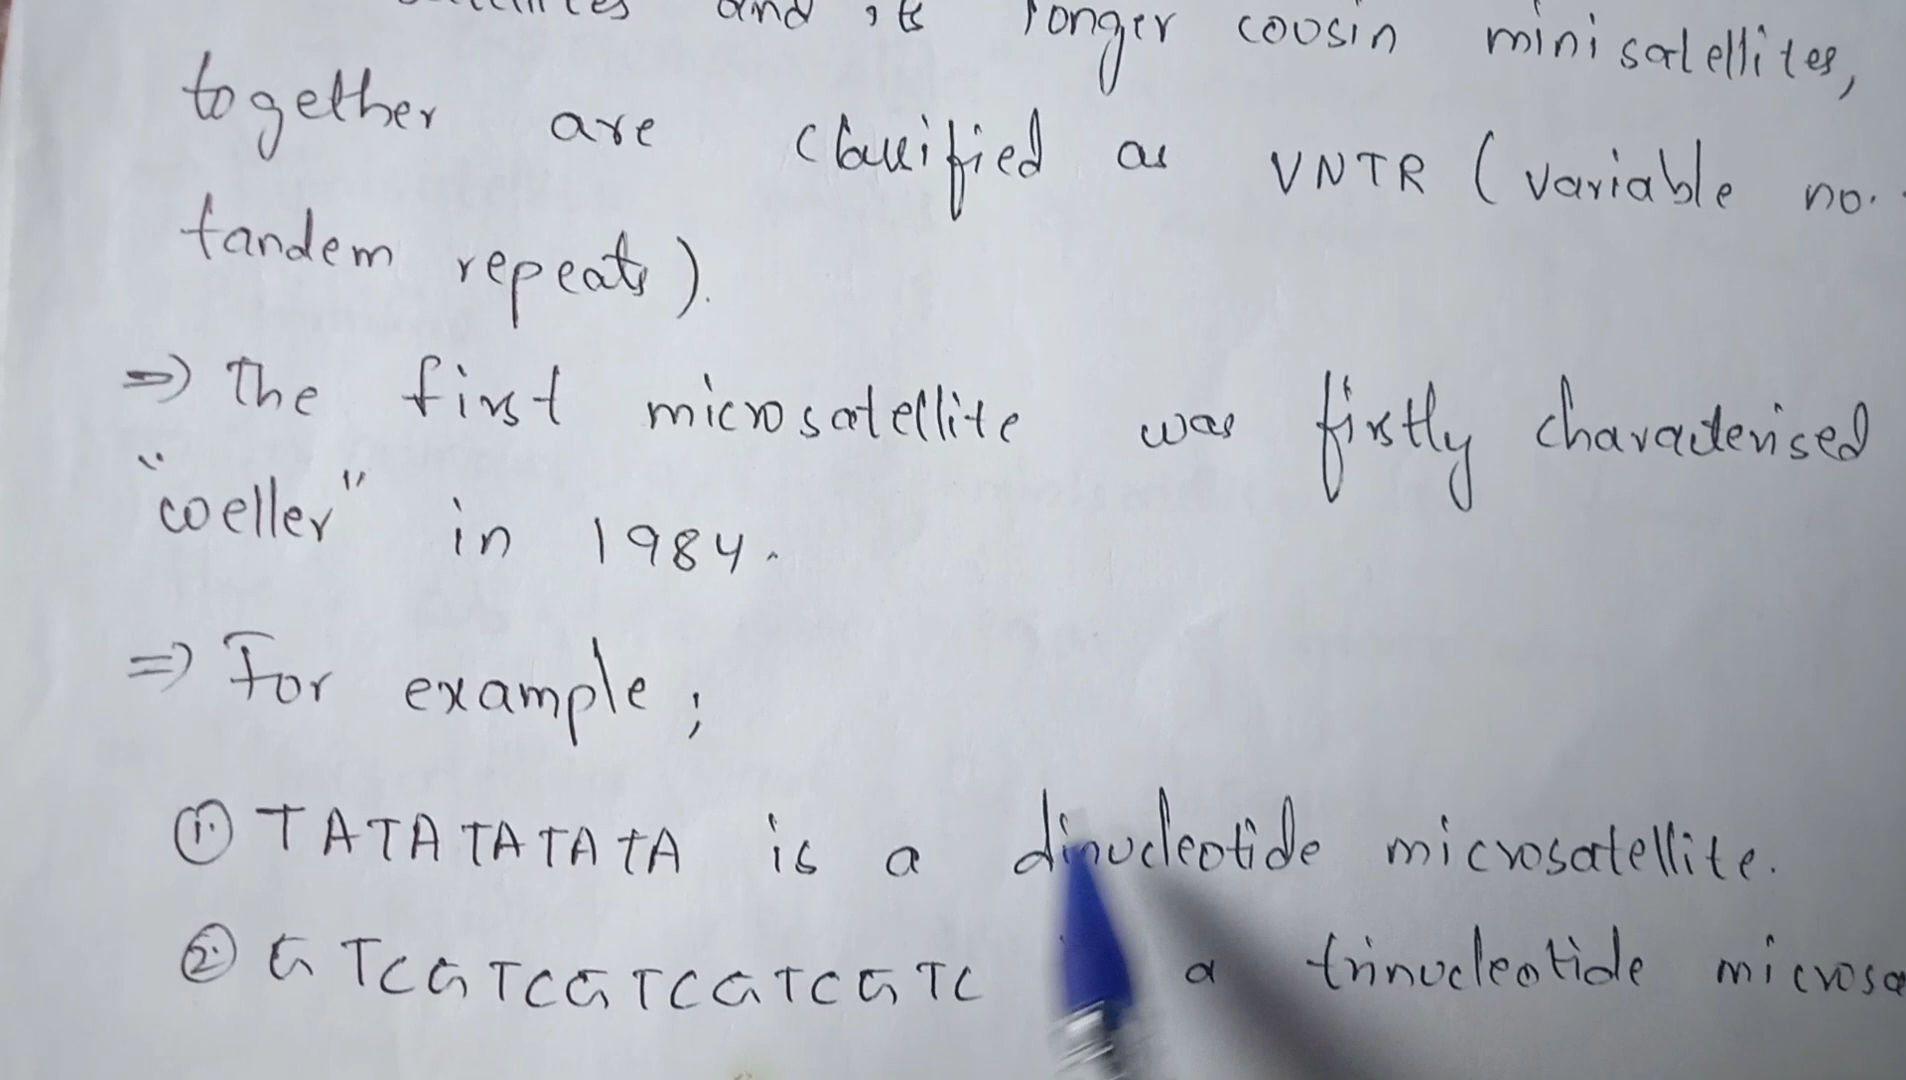 and its longer cousin minisatellites,
together are classified as VNTR (variable no.
tandem repeats).
⇒ The first microsatellite was firstly characterised
"coeller" in 1984.
⇒ For example;
① TATATATATA is a dinucleotide microsatellite.
② GTCGTCGTCGTCGTC a trinucleotide microsa